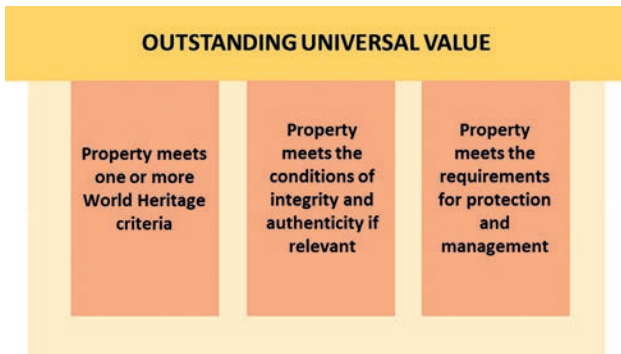 OUTSTANDING UNIVERSAL VALUE
Property meets
one or more
World Heritage
criteria
Property
meets the
conditions of
integrity and
authenticity if
relevant
Property
meets the
requirements
for protection
and
management